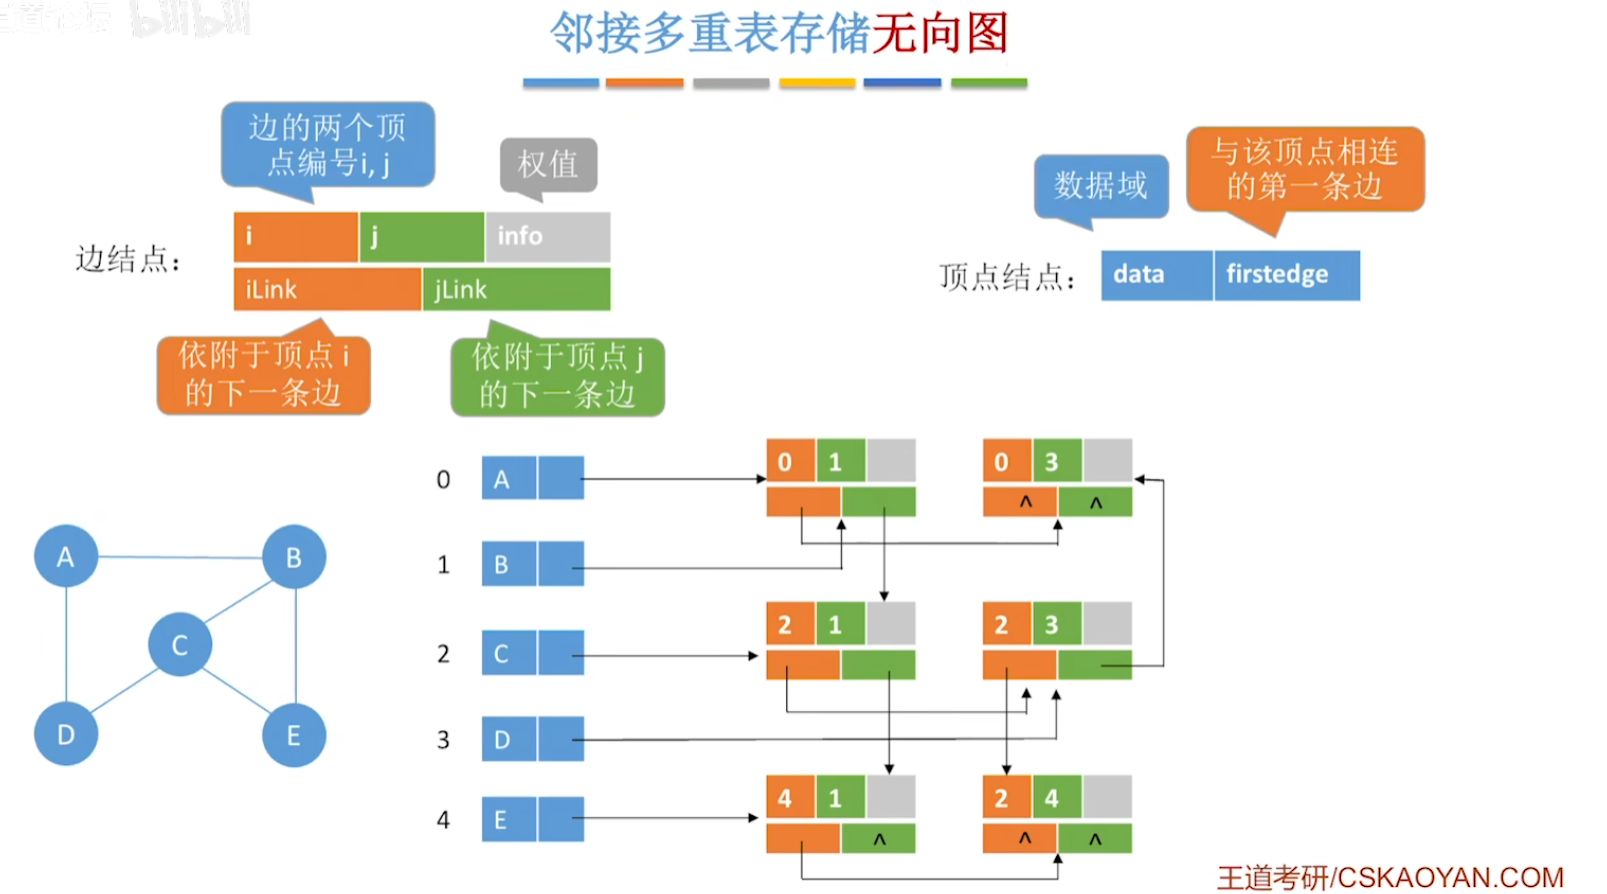 bilibili
邻接多重表存储无向图
边的两个顶
点编号i, j
权值
数据域
与该顶点相连
的第一条边
边结点：
i j info
iLink jLink
顶点结点：
data firstedge
依附于顶点 i
的下一条边
依附于顶点 j
的下一条边
0 A
0 1
0 3
^ ^
1 B
2 C
2 1
2 3
3 D
4 E
4 1
^
2 4
^ ^
A B
C
D E
王道考研/CSKAOYAN.COM